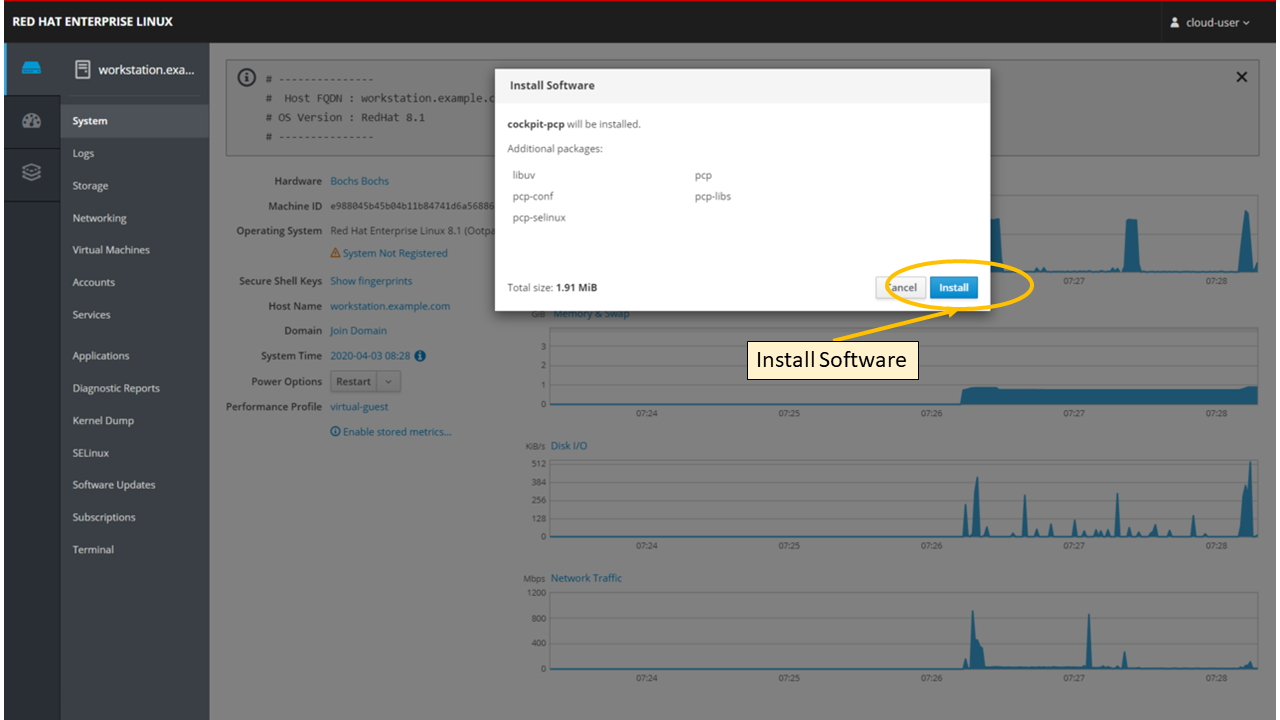 RED HAT ENTERPRISE LINUX
cloud-user
workstation.exa...
System
Logs
Storage
Networking
Virtual Machines
Accounts
Services
Applications
Diagnostic Reports
Kernel Dump
SELinux
Software Updates
Subscriptions
Terminal
# ---------------
# Host FQDN : workstation.example.c
# OS Version : RedHat 8.1
# ---------------
Hardware Bochs Bochs
Machine ID e988045b45b04b11b84741d6a56886
Operating System Red Hat Enterprise Linux 8.1 (Ootpa
System Not Registered
Secure Shell Keys Show fingerprints
Host Name workstation.example.com
Domain Join Domain
System Time 2020-04-03 08:28
Power Options Restart
Performance Profile virtual-guest
Enable stored metrics...
Install Software
cockpit-pcp will be installed.
Additional packages:
libuv pcp
pcp-conf pcp-libs
pcp-selinux
Total size: 1.91 MiB
Cancel Install
Install Software
07:27 07:28
GiB Memory & Swap
3
2
1
0
07:24 07:25 07:26 07:27 07:28
KiB/s Disk I/O
512
384
256
128
0
07:24 07:25 07:26 07:27 07:28
Mbps Network Traffic
1200
800
400
0
07:24 07:25 07:26 07:27 07:28